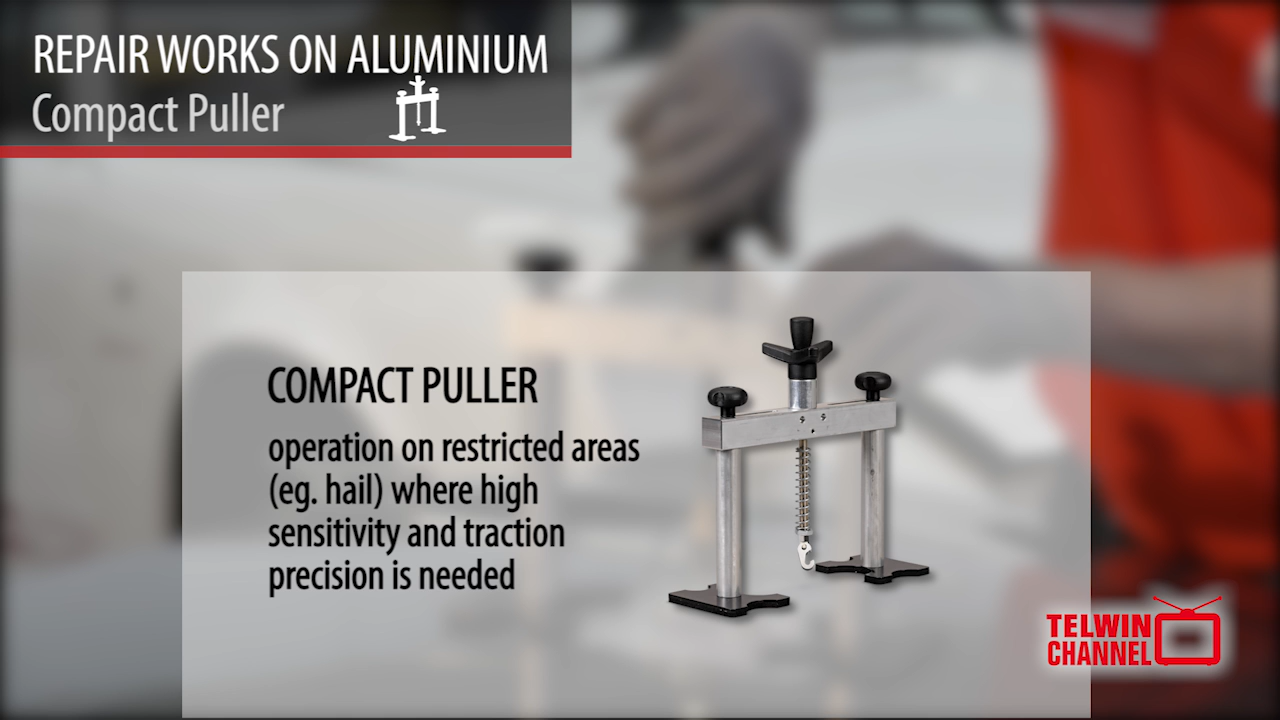 REPAIR WORKS ON ALUMINIUM
Compact Puller
COMPACT PULLER
operation on restricted areas
(eg. hail) where high
sensitivity and traction
precision is needed
TELWIN
CHANNEL